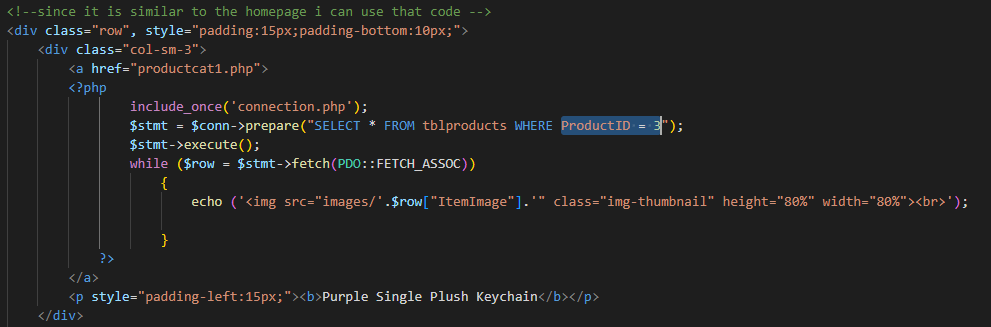 <!--since it is similar to the homepage i can use that code -->
<div class="row", style="padding:15px;padding-bottom:10px;">
<div class="col-sm-3">
<a href="productcat1.php">
<?php
include_once('connection.php');
$stmt = $conn->prepare("SELECT * FROM tblproducts WHERE ProductID = 3");
$stmt->execute();
while ($row = $stmt->fetch(PDO::FETCH_ASSOC))
{
echo ('<img src="images/'.$row["ItemImage"].'" class="img-thumbnail" height="80%" width="80%"><br>');
}
?>
</a>
<p style="padding-left:15px;"><b>Purple Single Plush Keychain</b></p>
</div>